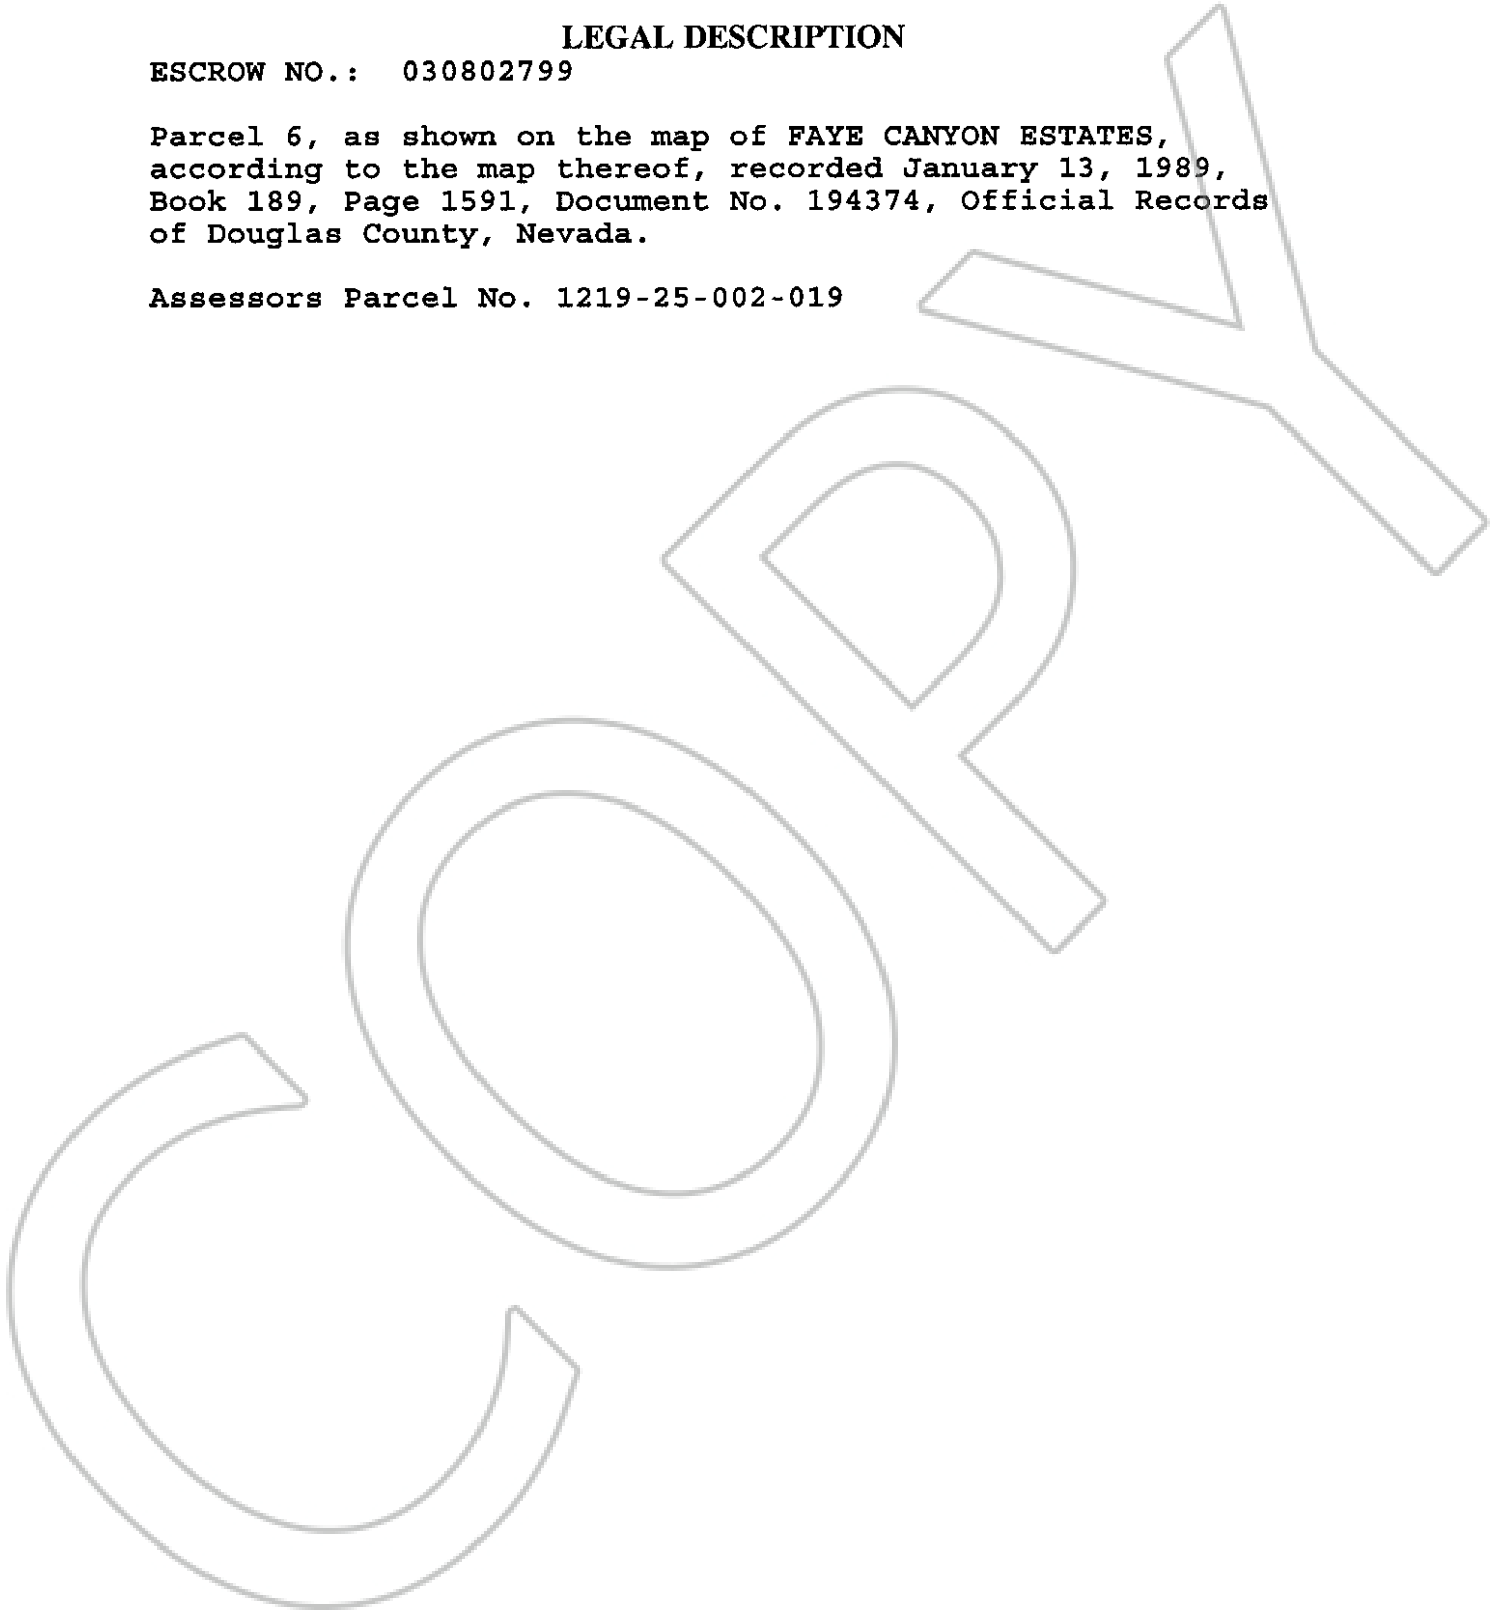 LEGAL DESCRIPTION
ESCROW NO.: 030802799
Parcel 6, as shown on the map of FAYE CANYON ESTATES,
according to the map thereof, recorded January 13, 1989,
Book 189, Page 1591, Document No. 194374, Official Records
of Douglas County, Nevada.
Assessors Parcel No. 1219-25-002-019
COPY